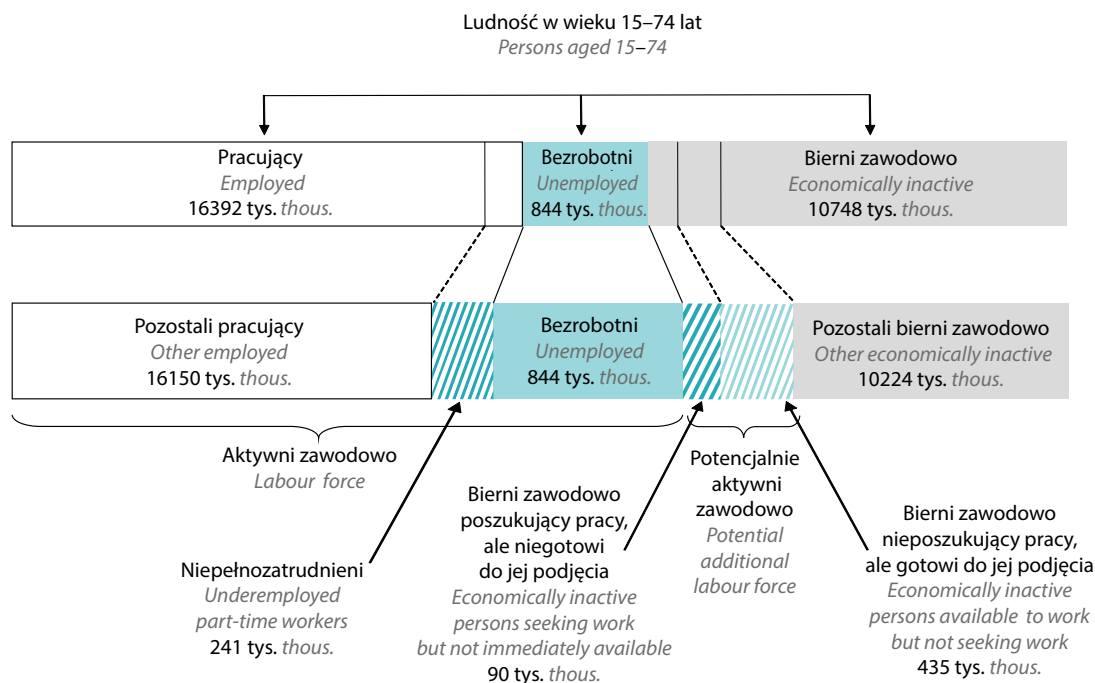 Ludność w wieku 15–74 lat
Persons aged 15–74
Pracujący
Employed
16392 tys. thous.
Bezrobotni
Unemployed
844 tys. thous.
Bierni zawodowo
Economically inactive
10748 tys. thous.
Pozostali pracujący
Other employed
16150 tys. thous.
Bezrobotni
Unemployed
844 tys. thous.
Pozostali bierni zawodowo
Other economically inactive
10224 tys. thous.
Aktywni zawodowo
Labour force
Niepełnozatrudnieni
Underemployed
part-time workers
241 tys. thous.
Bierni zawodowo
poszukujący pracy,
ale niegotowi
do jej podjęcia
Economically inactive
persons seeking work
but not immediately available
90 tys. thous.
Potencjalnie
aktywni
zawodowo
Potential
additional
labour force
Bierni zawodowo
nieposzukujący pracy,
ale gotowi do jej podjęcia
Economically inactive
persons available to work
but not seeking work
435 tys. thous.